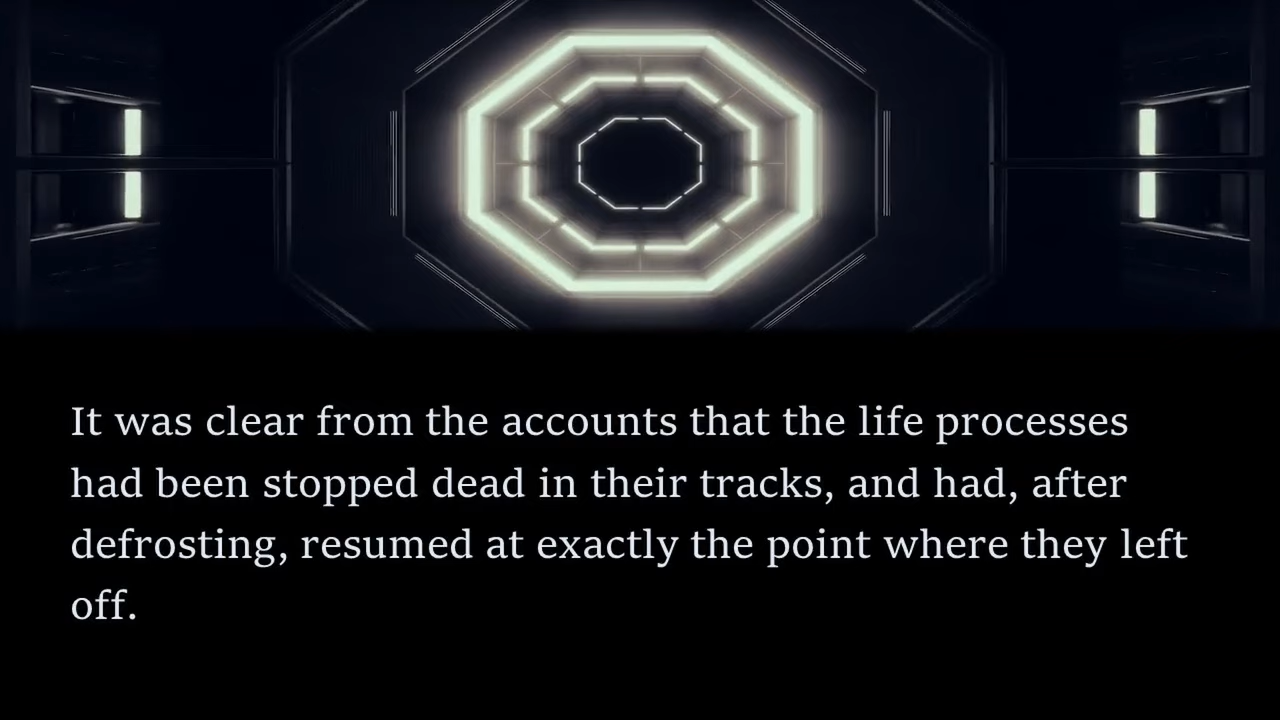 It was clear from the accounts that the life processes
had been stopped dead in their tracks, and had, after
defrosting, resumed at exactly the point where they left
off.